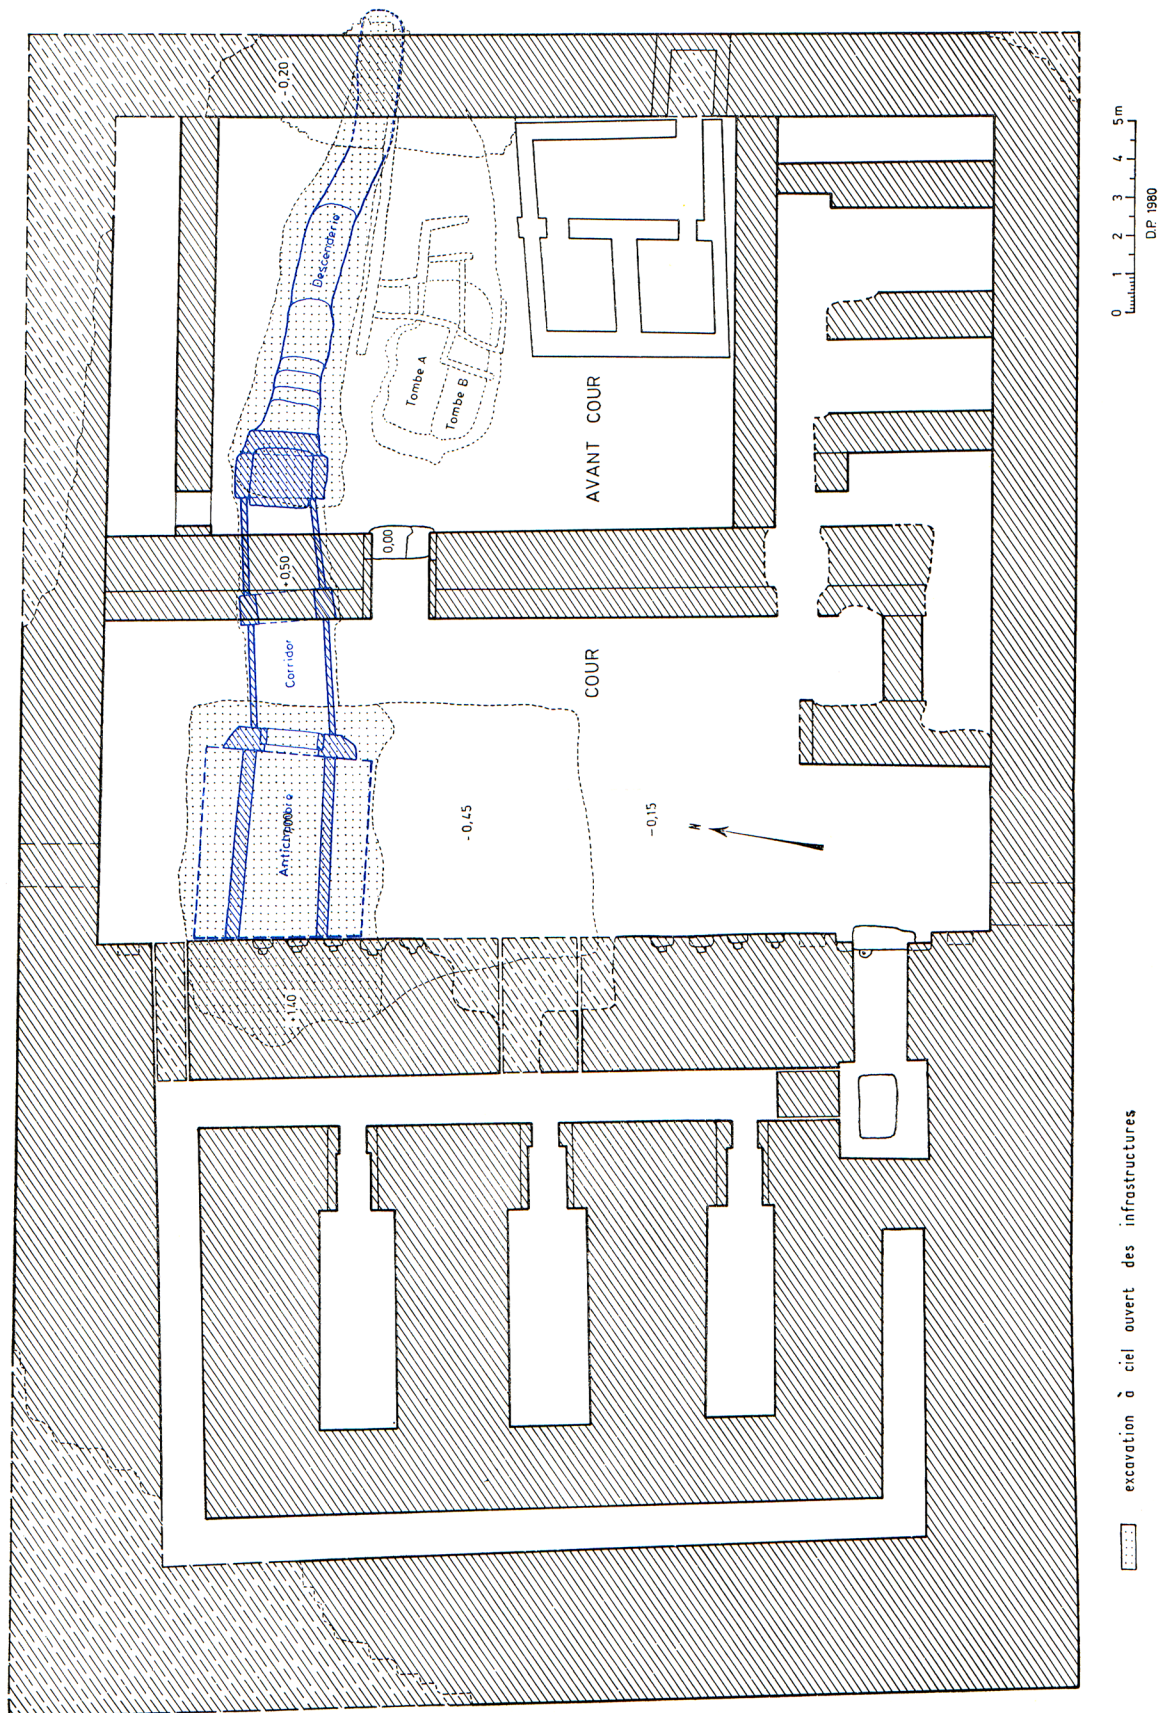 -0,20
Descenderie
Tombe A
Tombe B
AVANT COUR
0,00
+0,50
Corridor
COUR
Antichambre
-0,45
-0,15
N
+1,40
0 1 2 3 4 5m
D.P. 1980
excavation à ciel ouvert des infrastructures